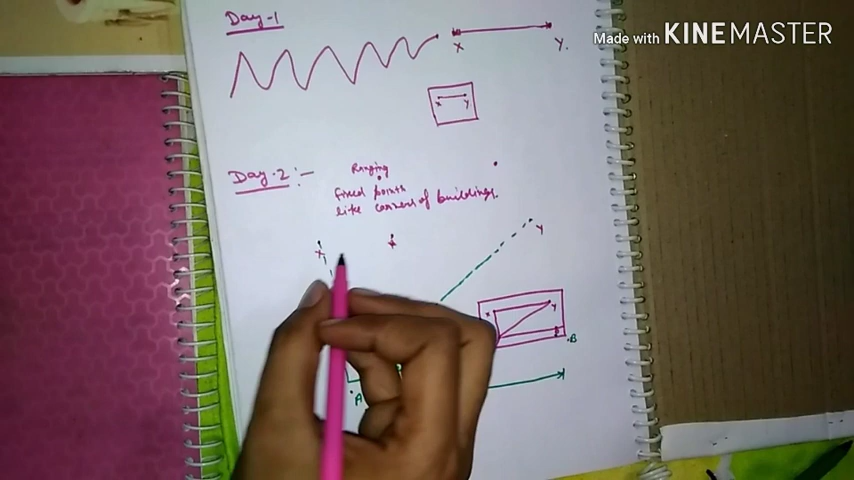 Day-1
Made with KINEMASTER
X Y.
X Y
Day-2:-
Ranging
fixed points
like corners of buildings.
Y
X
X Y
B
A